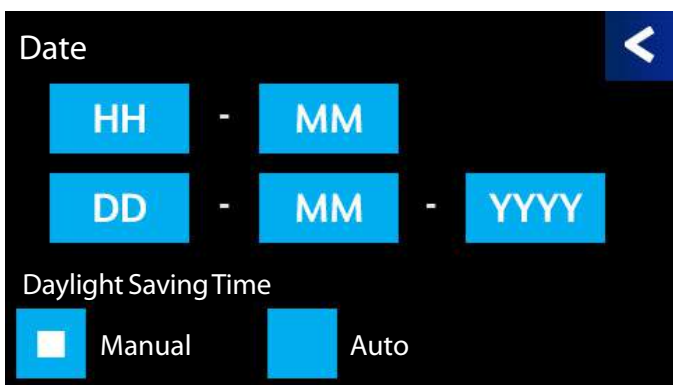 Date
HH - MM
DD - MM - YYYY
Daylight Saving Time
Manual Auto